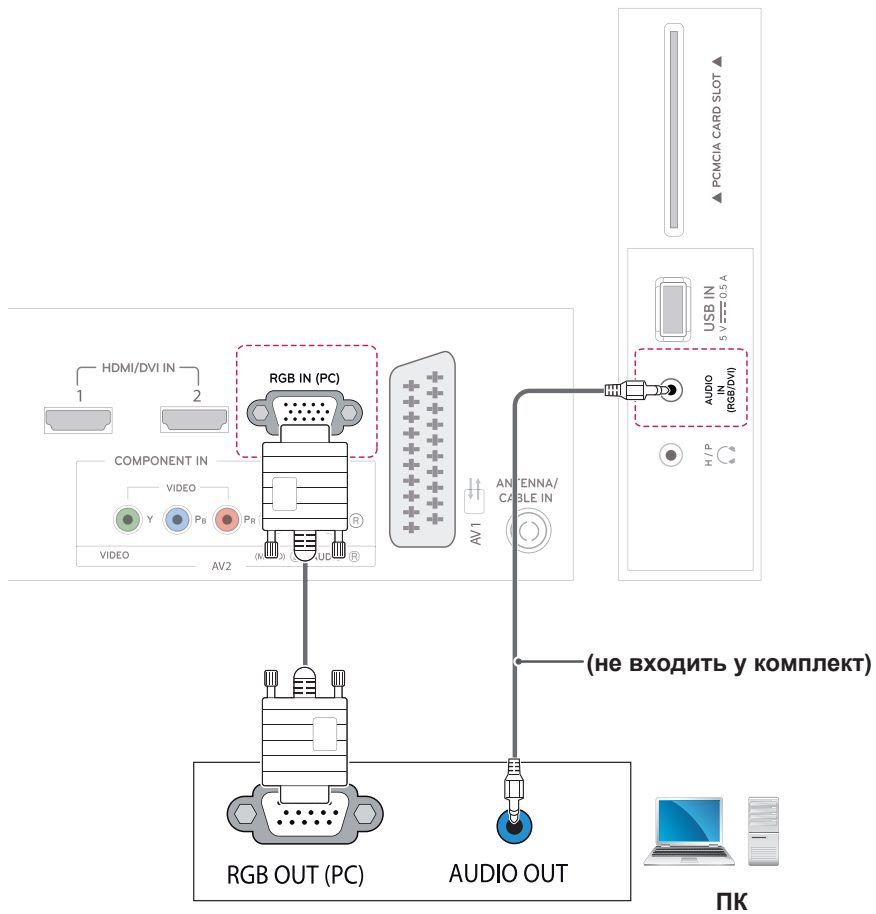 ▲ PCMCIA CARD SLOT ▲
USB IN
5 V 0.5 A
AUDIO
IN
(RGB/DVI)
H / P
HDMI/DVI IN
1 2
RGB IN (PC)
COMPONENT IN
VIDEO
Y PB PR R
VIDEO
R
AV2
AV 1
ANTENNA/
CABLE IN
(не входить у комплект)
RGB OUT (PC)
AUDIO OUT
ПК